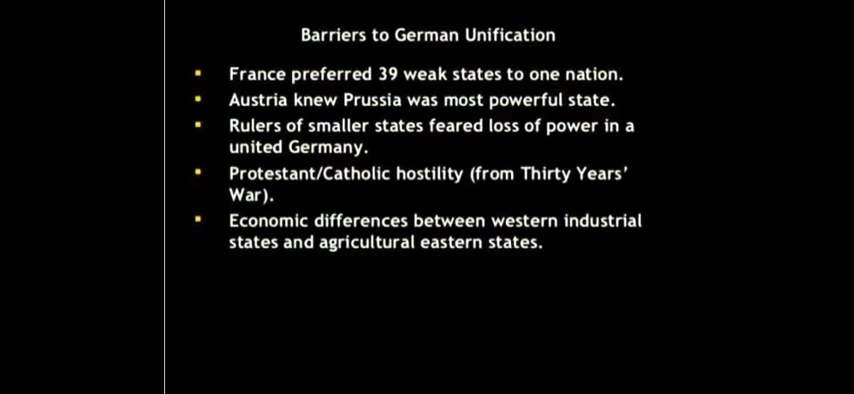 Barriers to German Unification
▪ France preferred 39 weak states to one nation.
▪ Austria knew Prussia was most powerful state.
▪ Rulers of smaller states feared loss of power in a
united Germany.
▪ Protestant/Catholic hostility (from Thirty Years’
War).
▪ Economic differences between western industrial
states and agricultural eastern states.